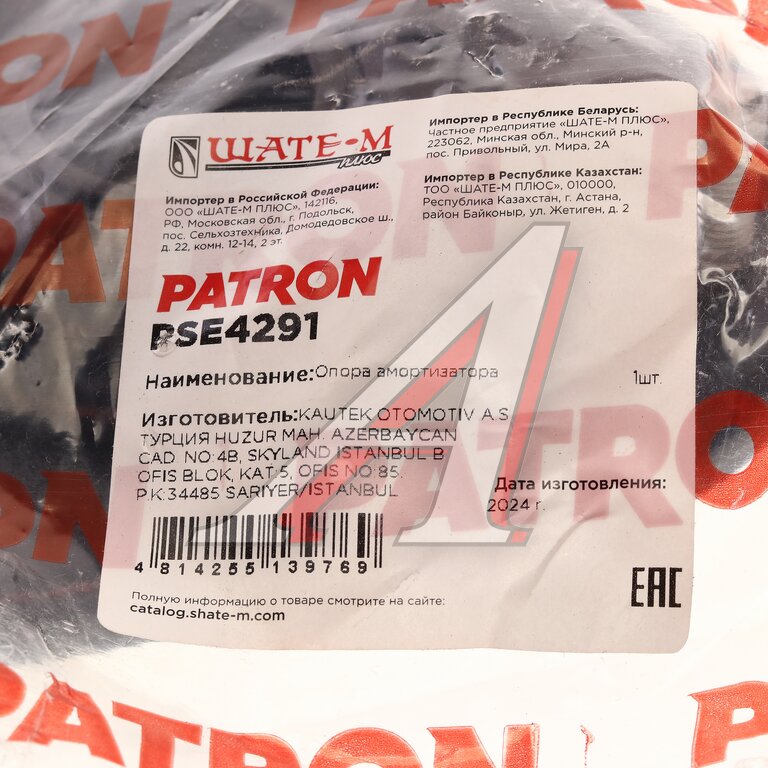 ШАТЕ-М
ПЛЮС
Импортер в Российской Федерации:
ООО «ШАТЕ-М ПЛЮС», 142116,
РФ, Московская обл., г. Подольск,
пос. Сельхозтехника, Домодедовское ш.,
д. 22, комн. 12-14, 2 эт.
Импортер в Республике Беларусь:
Частное предприятие «ШАТЕ-М ПЛЮС»,
223062, Минская обл., Минский р-н,
пос. Привольный, ул. Мира, 2А
Импортер в Республике Казахстан:
ТОО «ШАТЕ-М ПЛЮС», 010000,
Республика Казахстан, г. Астана,
район Байконыр, ул. Жетиген, д. 2
PATRON
PSE4291
Наименование:Опора амортизатора
1шт.
Изготовитель:KAUTEK OTOMOTIV A.S
ТУРЦИЯ HUZUR MAH. AZERBAYCAN
CAD. NO:4B, SKYLAND ISTANBUL B
OFIS BLOK, KAT:5, OFIS NO:85.
P.K:34485 SARIYER/ISTANBUL
Дата изготовления:
2024 г.
4 814255 139769
EAC
Полную информацию о товаре смотрите на сайте:
catalog.shate-m.com
PATRON
PATRON